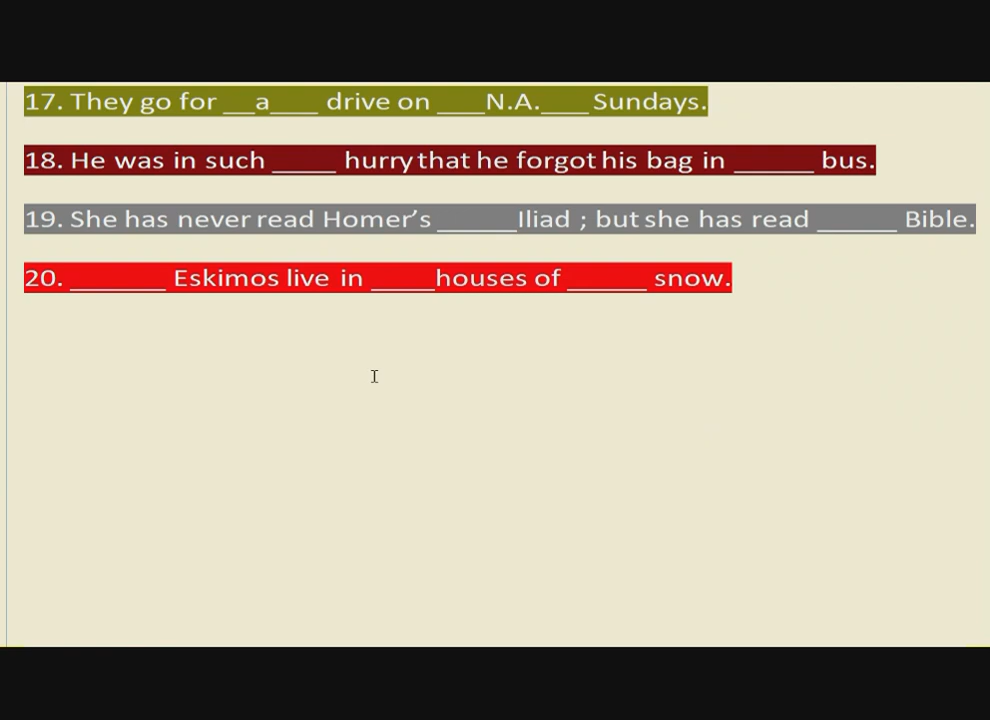 17. They go for __a____ drive on ____N.A.____ Sundays.
18. He was in such _____ hurry that he forgot his bag in ______ bus.
19. She has never read Homer’s ______Iliad ; but she has read ______ Bible.
20. _______ Eskimos live in _____houses of ______ snow.